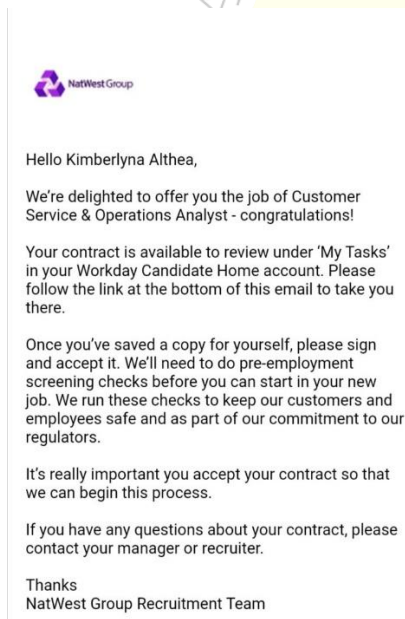 NatWest Group
Hello Kimberlyna Althea,
We're delighted to offer you the job of Customer
Service & Operations Analyst - congratulations!
Your contract is available to review under 'My Tasks'
in your Workday Candidate Home account. Please
follow the link at the bottom of this email to take you
there.
Once you've saved a copy for yourself, please sign
and accept it. We'll need to do pre-employment
screening checks before you can start in your new
job. We run these checks to keep our customers and
employees safe and as part of our commitment to our
regulators.
It's really important you accept your contract so that
we can begin this process.
If you have any questions about your contract, please
contact your manager or recruiter.
Thanks
NatWest Group Recruitment Team